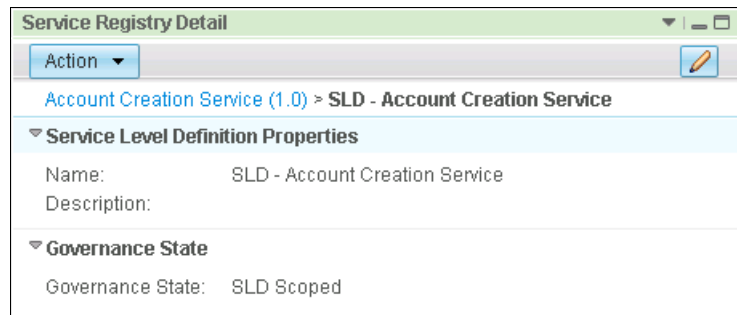 Service Registry Detail
Action
Account Creation Service (1.0) > SLD - Account Creation Service
Service Level Definition Properties
Name: SLD - Account Creation Service
Description:
Governance State
Governance State: SLD Scoped